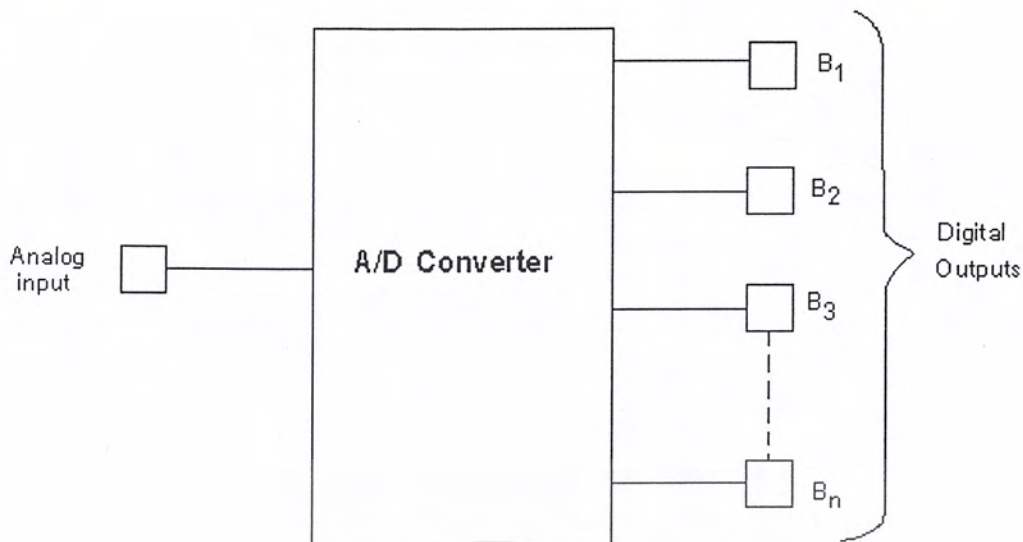 Analog
input
A/D Converter
B1
B2
B3
Bn
Digital
Outputs